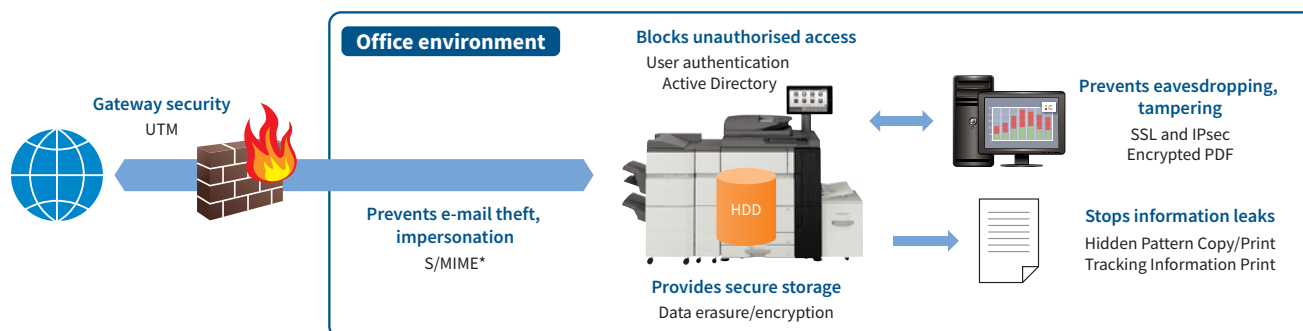 Office environment
Gateway security
UTM
Prevents e-mail theft,
impersonation
S/MIME*
Blocks unauthorised access
User authentication
Active Directory
HDD
Provides secure storage
Data erasure/encryption
Prevents eavesdropping,
tampering
SSL and IPsec
Encrypted PDF
Stops information leaks
Hidden Pattern Copy/Print
Tracking Information Print